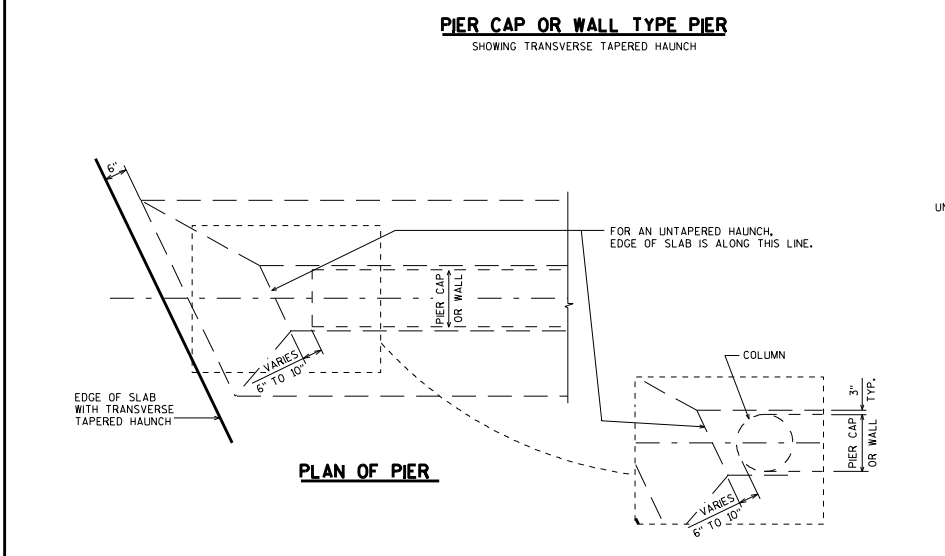 PIER CAP OR WALL TYPE PIER
SHOWING TRANSVERSE TAPERED HAUNCH
6"
UN
FOR AN UNTAPERED HAUNCH,
EDGE OF SLAB IS ALONG THIS LINE.
PIER CAP
OR WALL
VARIES
6" TO 10"
EDGE OF SLAB
WITH TRANSVERSE
TAPERED HAUNCH
PLAN OF PIER
COLUMN
3"
TYP.
PIER CAP
OR WALL
VARIES
6" TO 10"